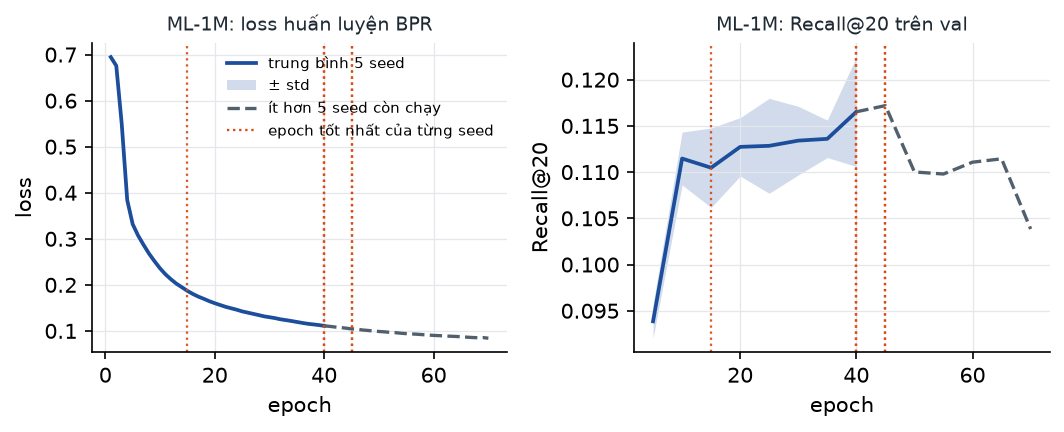 ML-1M: loss huấn luyện BPR
0.7
0.6
0.5
0.4
0.3
0.2
0.1
loss
0
20
40
60
epoch
trung bình 5 seed
± std
ít hơn 5 seed còn chạy
epoch tốt nhất của từng seed
ML-1M: Recall@20 trên val
0.120
0.115
0.110
0.105
0.100
0.095
Recall@20
20
40
60
epoch